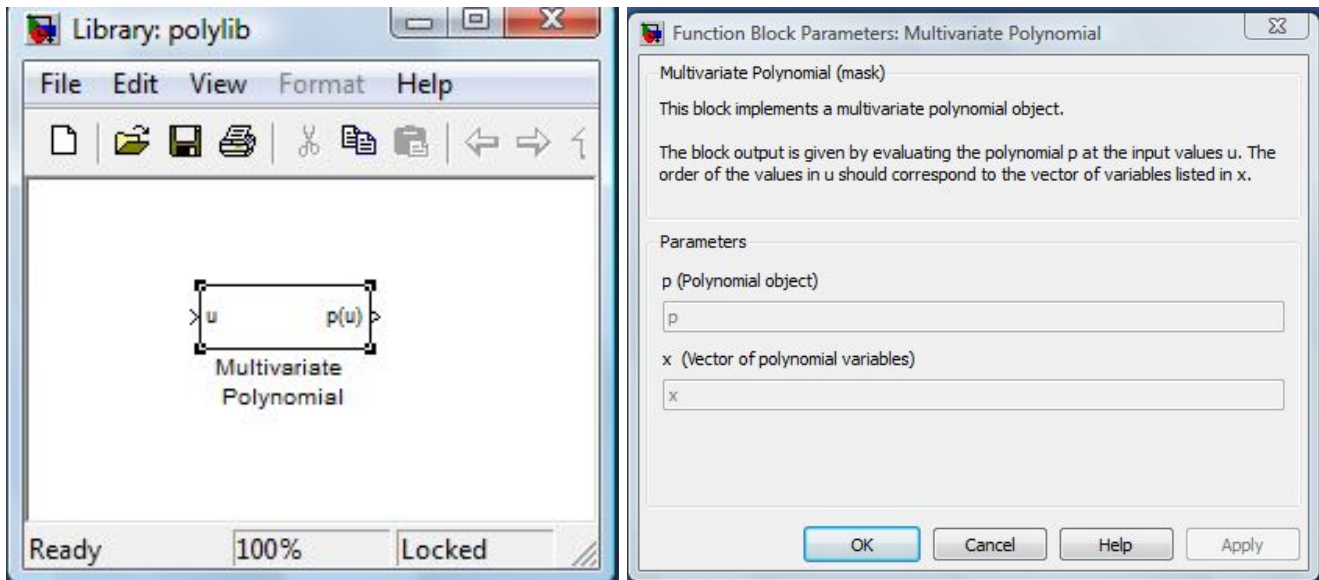 Library: polylib
File Edit View Format Help
u p(u)
Multivariate
Polynomial
Ready 100% Locked
Function Block Parameters: Multivariate Polynomial
Multivariate Polynomial (mask)
This block implements a multivariate polynomial object.
The block output is given by evaluating the polynomial p at the input values u. The
order of the values in u should correspond to the vector of variables listed in x.
Parameters
p (Polynomial object)
p
x (Vector of polynomial variables)
x
OK Cancel Help Apply